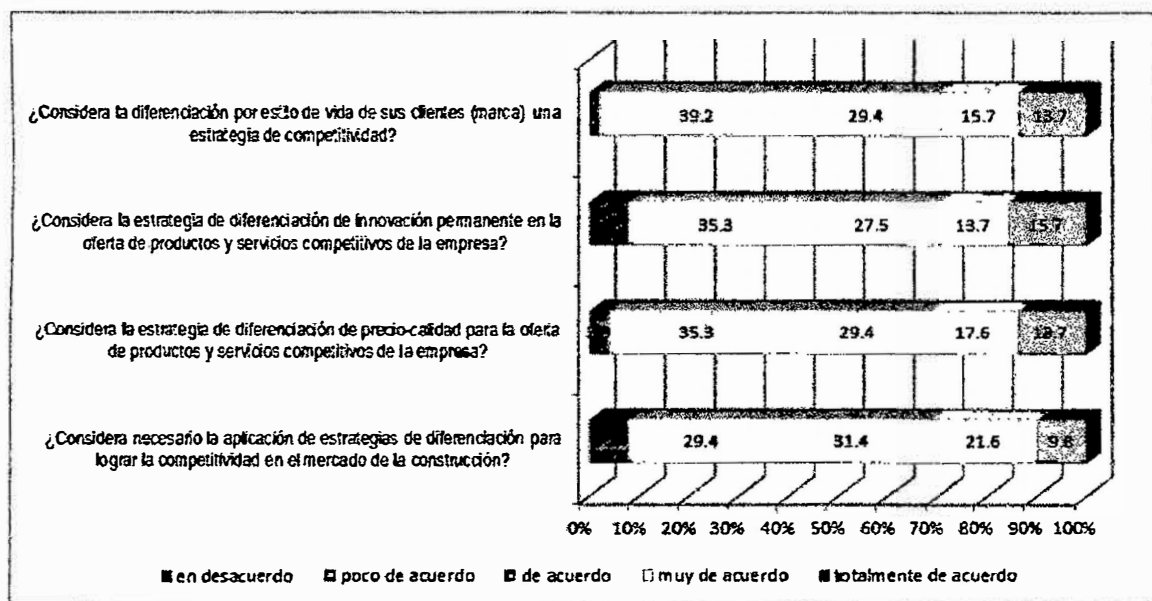 ¿Considera la diferenciación por estilo de vida de sus clientes (marca) una
estrategia de competitividad?
39.2 29.4 15.7 13.7
¿Considera la estrategia de diferenciación de innovación permanente en la
oferta de productos y servicios competitivos de la empresa?
35.3 27.5 13.7 15.7
¿Considera la estrategia de diferenciación de precio-calidad para la oferta
de productos y servicios competitivos de la empresa?
35.3 29.4 17.6
¿Considera necesario la aplicación de estrategias de diferenciación para
lograr la competitividad en el mercado de la construcción?
29.4 31.4 21.6
0% 10% 20% 30% 40% 50% 60% 70% 80% 90% 100%
en desacuerdo poco de acuerdo de acuerdo muy de acuerdo totalmente de acuerdo